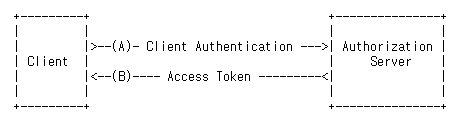 +---------+                                  +---------------+
|         |                                  |               |
|         |>--(A)- Client Authentication --->| Authorization |
| Client  |                                  |     Server    |
|         |<--(B)---- Access Token ---------<|               |
|         |                                  |               |
+---------+                                  +---------------+